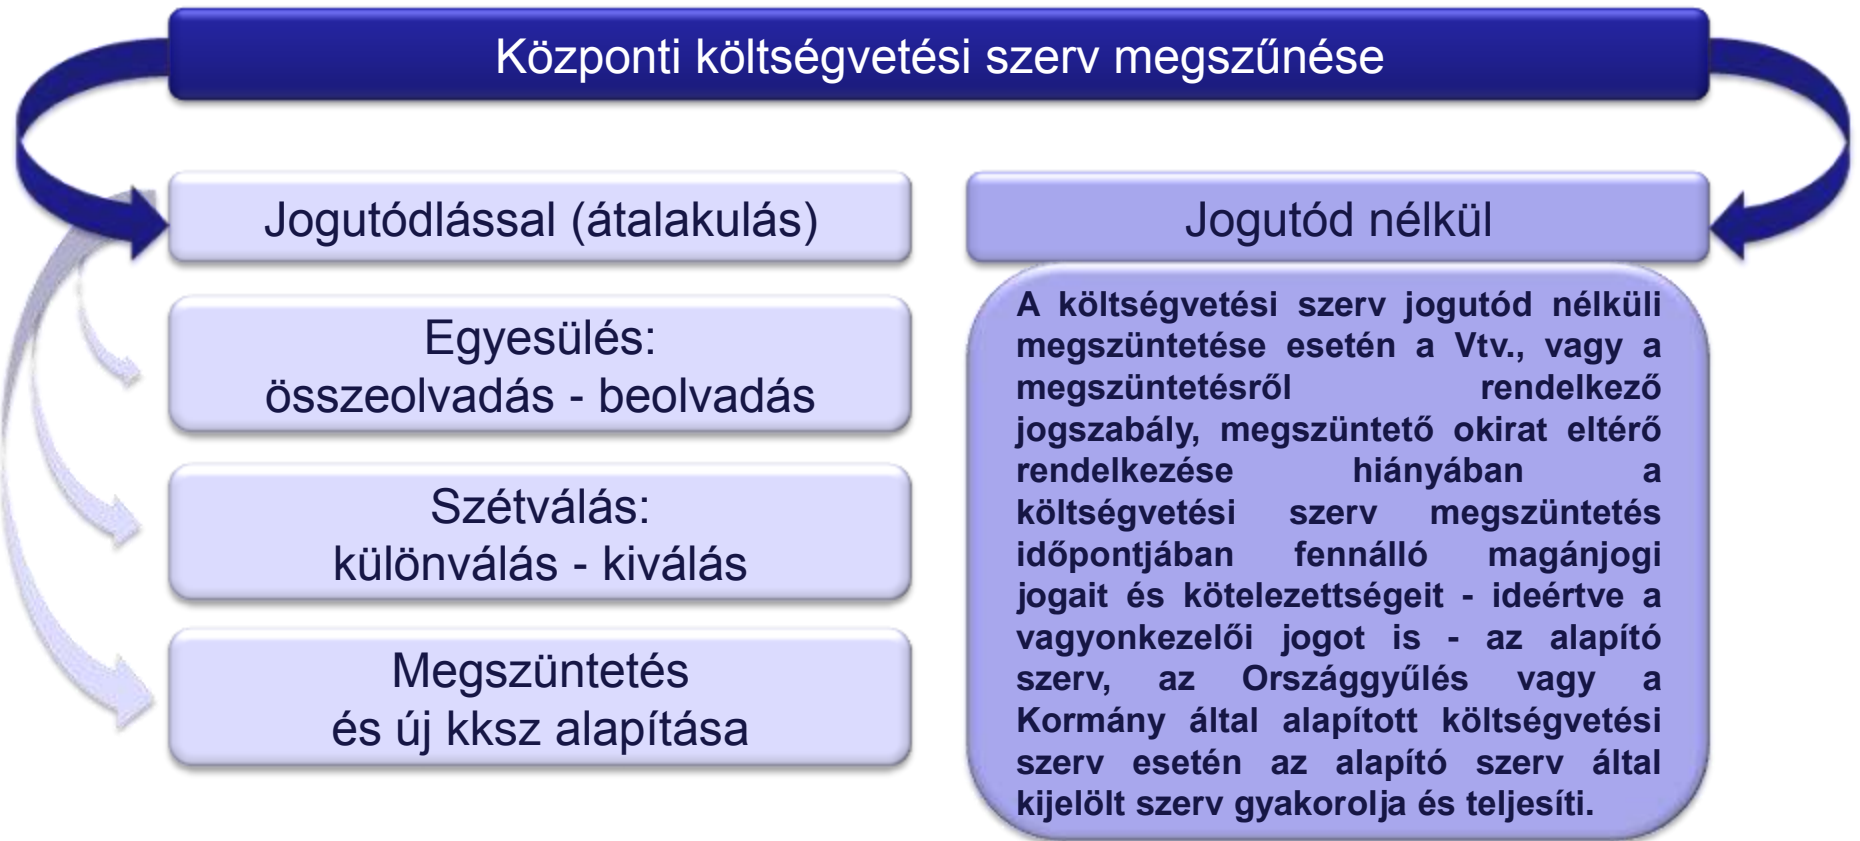 Központi költségvetési szerv megszűnése
Jogutódlással (átalakulás)
Egyesülés:
összeolvadás - beolvadás
Szétválás:
különválás - kiválás
Megszüntetés
és új kksz alapítása
Jogutód nélkül
A költségvetési szerv jogutód nélküli
megszüntetése esetén a Vtv., vagy a
megszüntetésről rendelkező
jogszabály, megszüntető okirat eltérő
rendelkezése hiányában a
költségvetési szerv megszüntetés
időpontjában fennálló magánjogi
jogait és kötelezettségeit - ideértve a
vagyonkezelői jogot is - az alapító
szerv, az Országgyűlés vagy a
Kormány által alapított költségvetési
szerv esetén az alapító szerv által
kijelölt szerv gyakorolja és teljesíti.